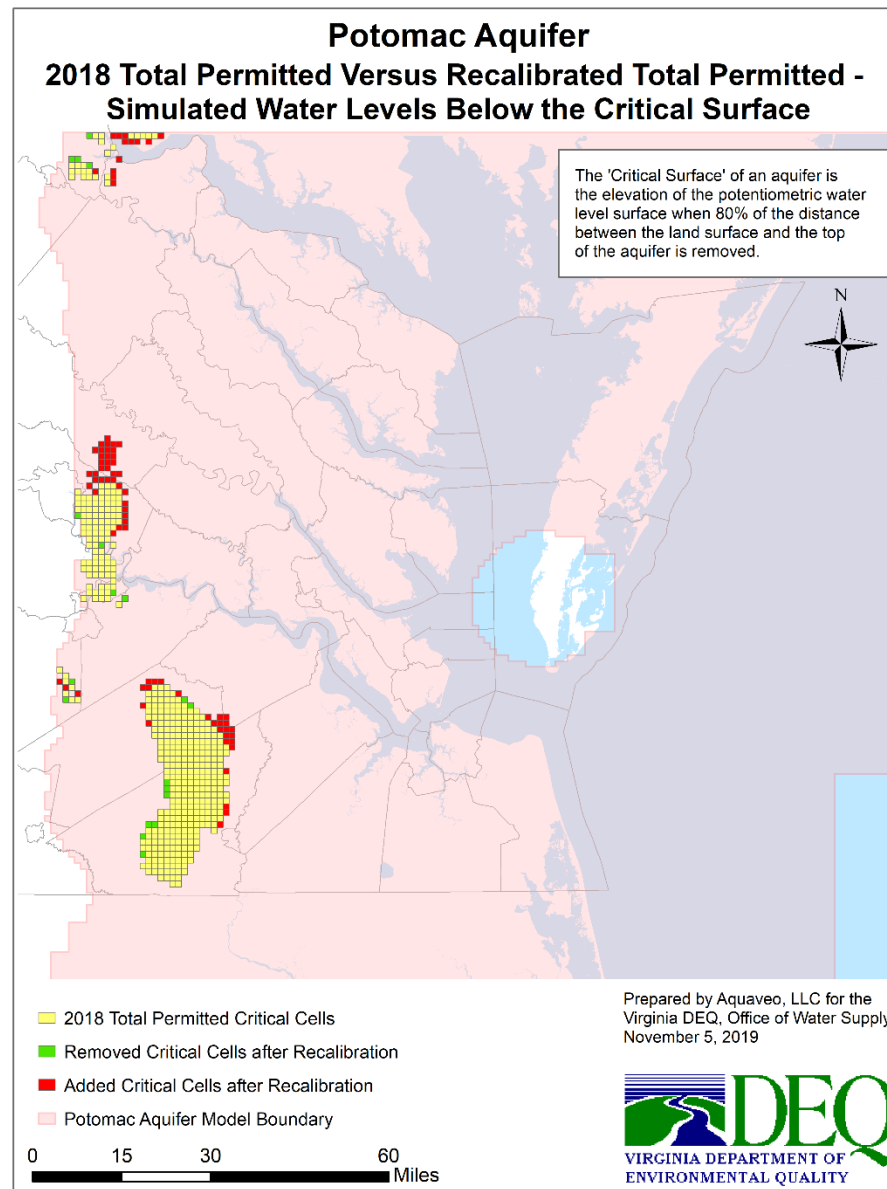 Potomac Aquifer
2018 Total Permitted Versus Recalibrated Total Permitted -
Simulated Water Levels Below the Critical Surface
The 'Critical Surface' of an aquifer is
the elevation of the potentiometric water
level surface when 80% of the distance
between the land surface and the top
of the aquifer is removed.
N
2018 Total Permitted Critical Cells
Removed Critical Cells after Recalibration
Added Critical Cells after Recalibration
Potomac Aquifer Model Boundary
0 15 30 60
Miles
Prepared by Aquaveo, LLC for the
Virginia DEQ, Office of Water Supply
November 5, 2019
DEQ
VIRGINIA DEPARTMENT OF
ENVIRONMENTAL QUALITY